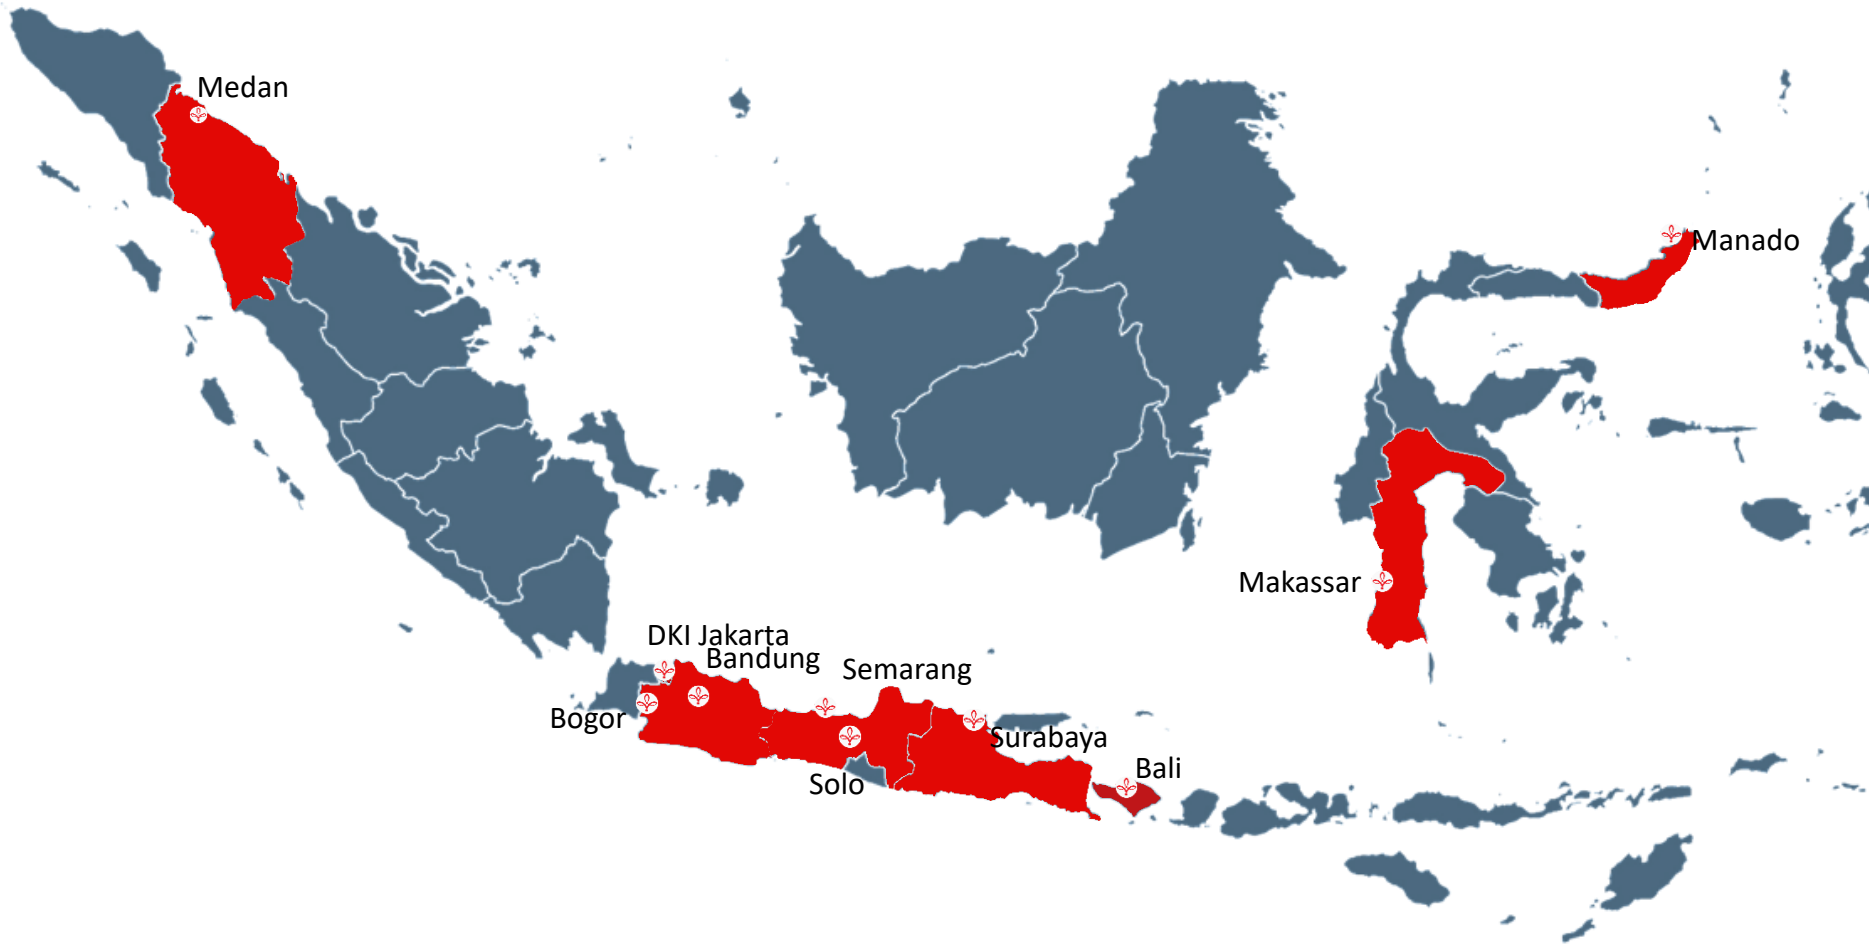 Medan
Manado
Makassar
DKI Jakarta
Bandung
Semarang
Bogor
Surabaya
Solo
Bali